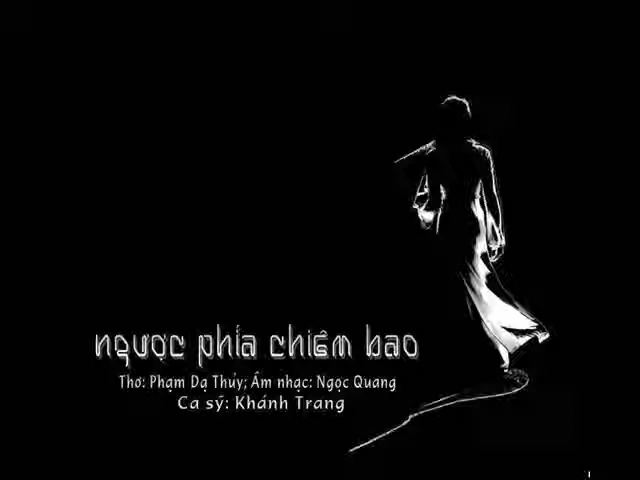 ngược phía chiêm bao
Thơ: Phạm Dạ Thủy; Âm nhạc: Ngọc Quang
Ca sỹ: Khánh Trang